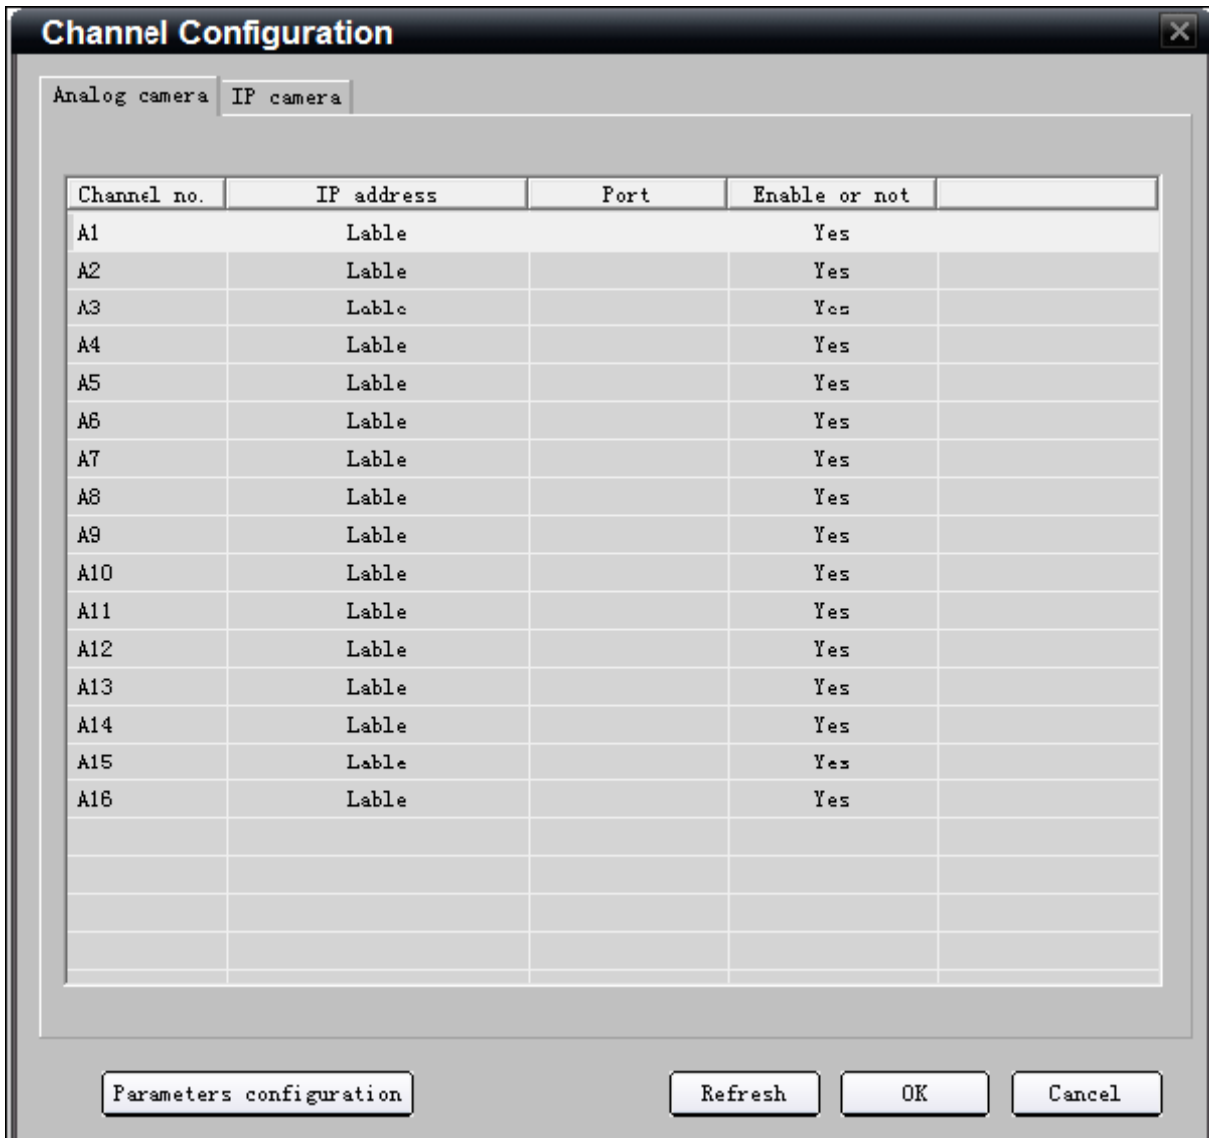 Channel Configuration
Analog camera IP camera
Channel no. IP address Port Enable or not
A1 Lable Yes
A2 Lable Yes
A3 Lable Yes
A4 Lable Yes
A5 Lable Yes
A6 Lable Yes
A7 Lable Yes
A8 Lable Yes
A9 Lable Yes
A10 Lable Yes
A11 Lable Yes
A12 Lable Yes
A13 Lable Yes
A14 Lable Yes
A15 Lable Yes
A16 Lable Yes
Parameters configuration Refresh OK Cancel